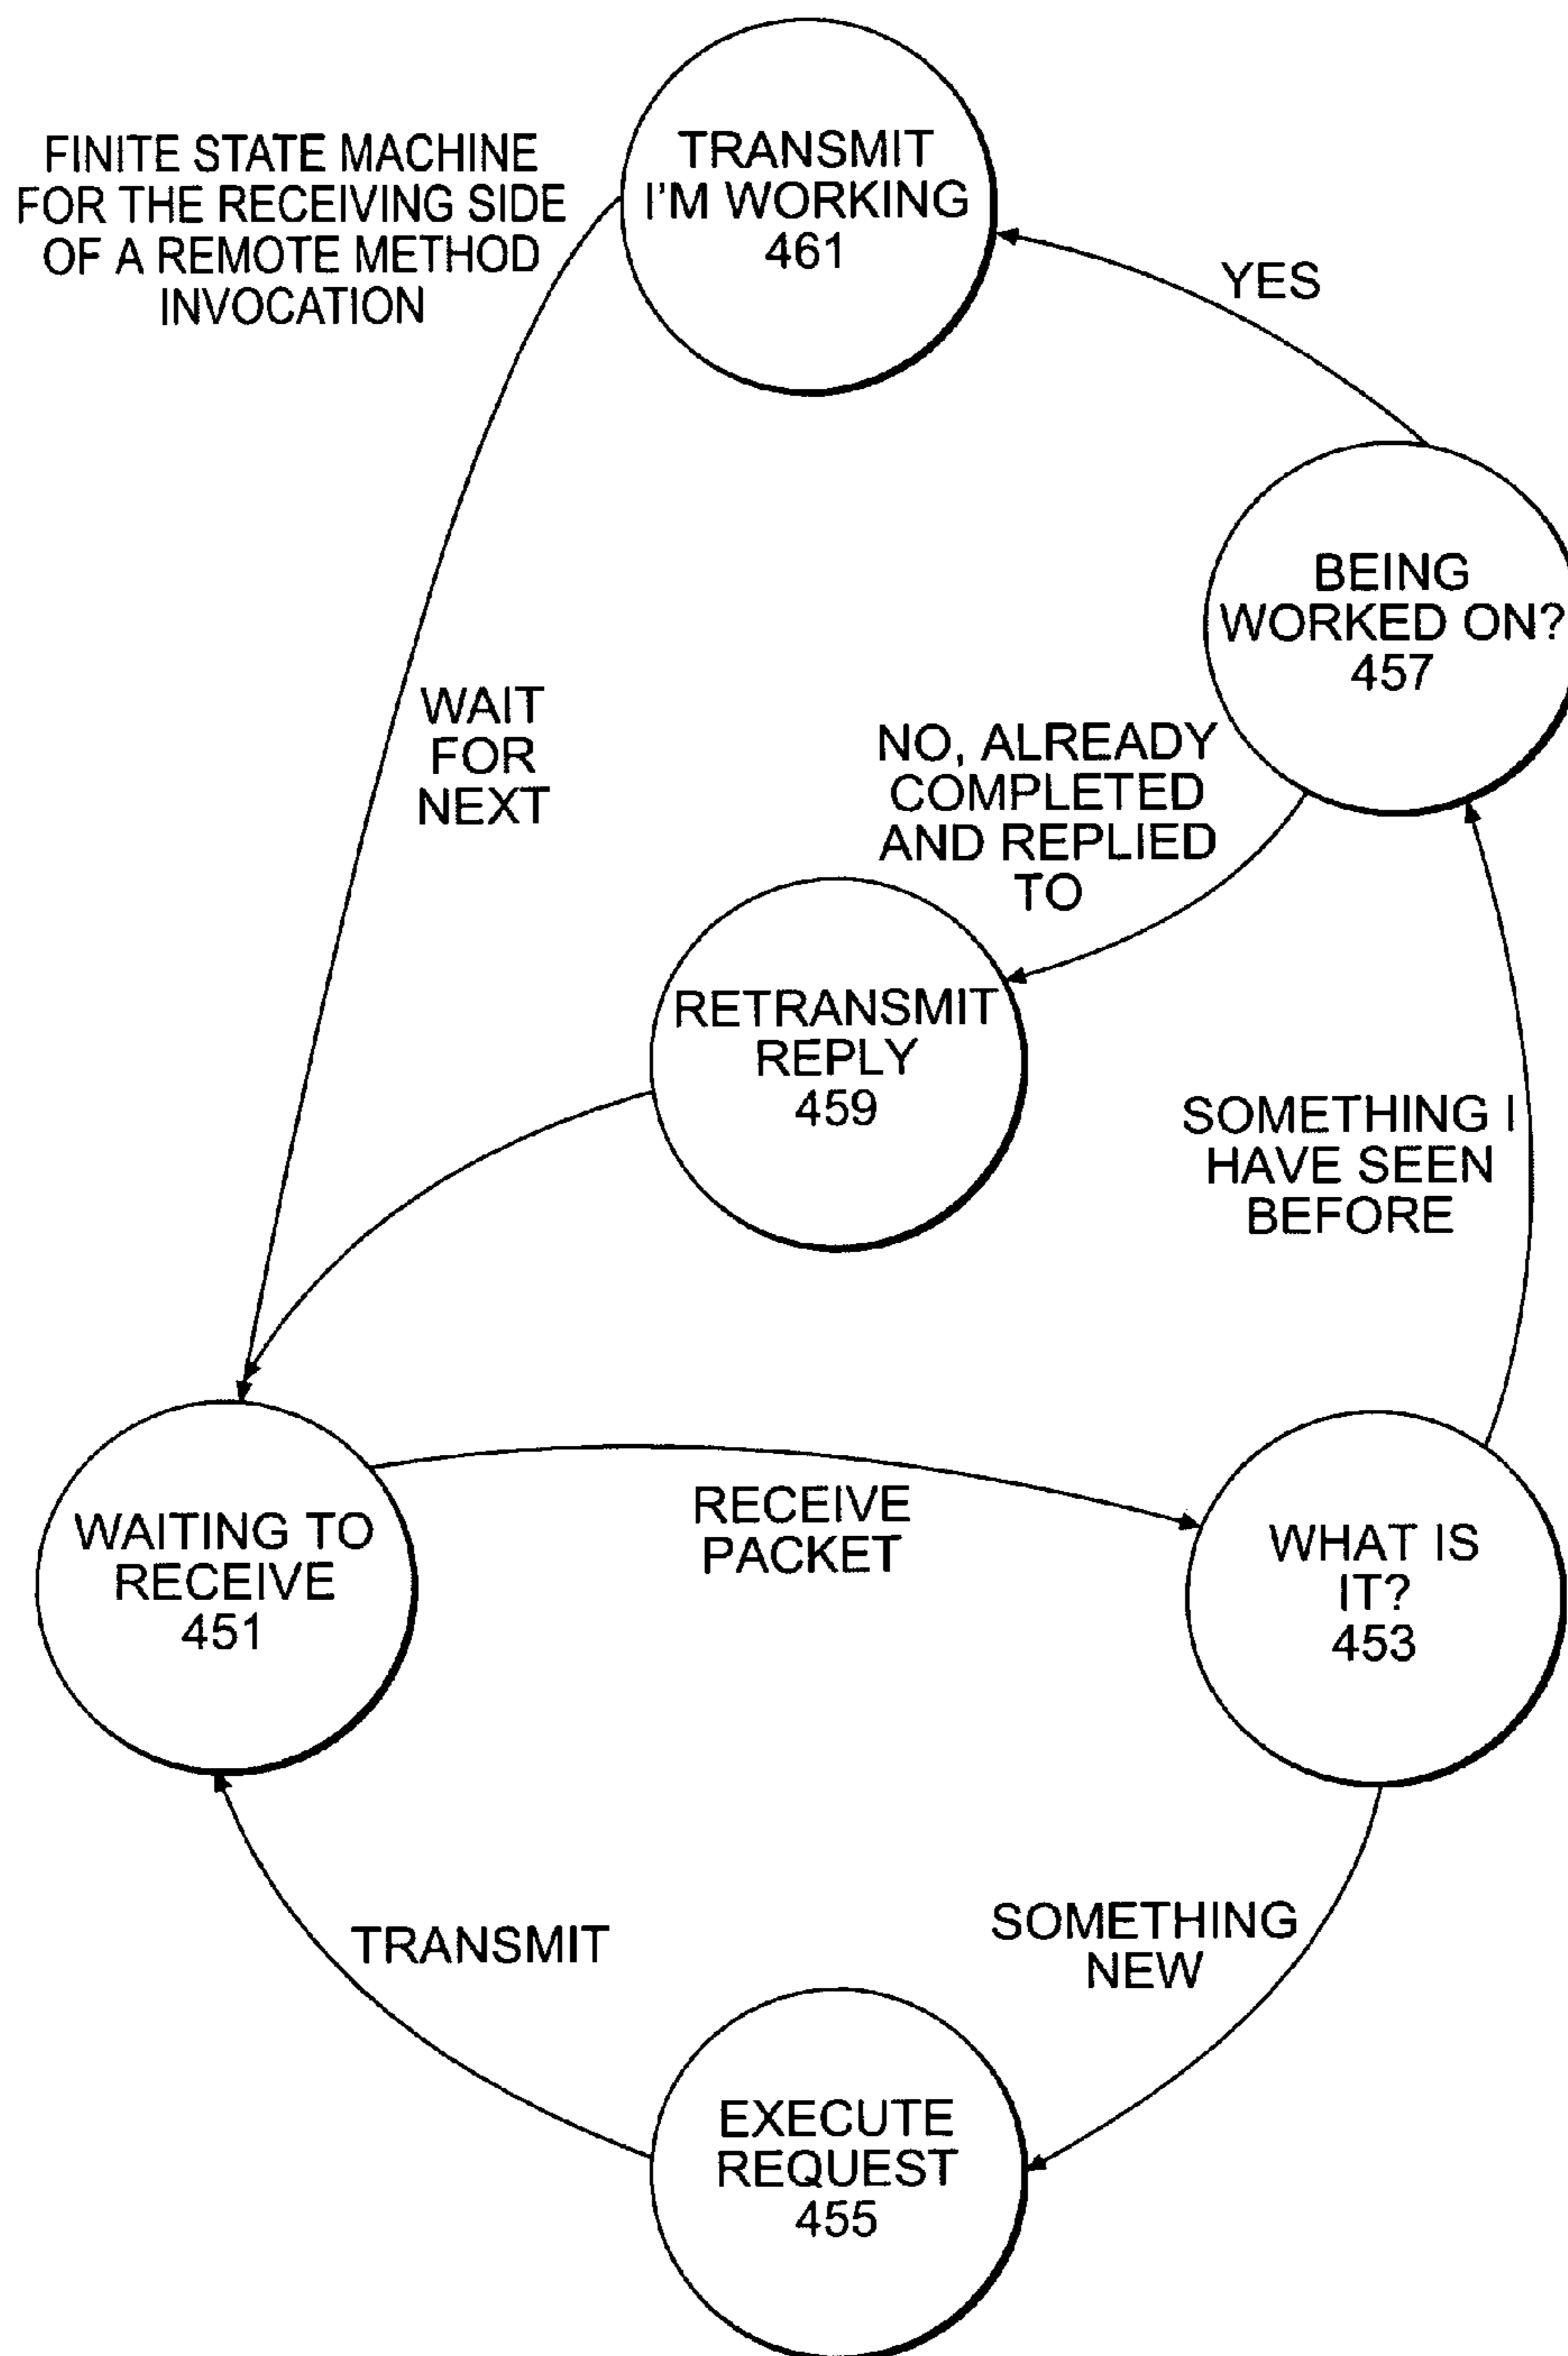 FINITE STATE MACHINE
FOR THE RECEIVING SIDE
OF A REMOTE METHOD
INVOCATION
TRANSMIT
I'M WORKING
461
YES
BEING
WORKED ON?
457
WAIT
FOR
NEXT
NO, ALREADY
COMPLETED
AND REPLIED
TO
RETRANSMIT
REPLY
459
SOMETHING I
HAVE SEEN
BEFORE
WAITING TO
RECEIVE
451
RECEIVE
PACKET
WHAT IS
IT?
453
TRANSMIT
SOMETHING
NEW
EXECUTE
REQUEST
455